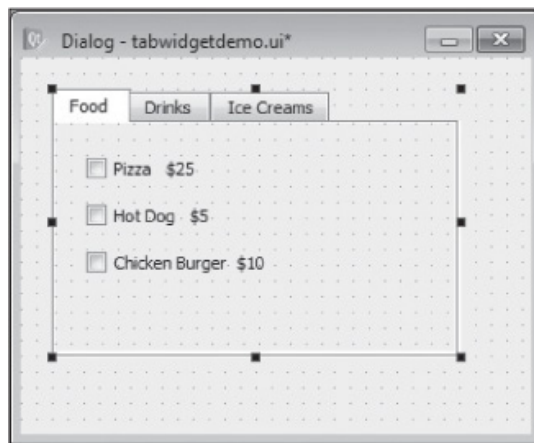 Dialog - tabwidgetdemo.ui*
Food Drinks Ice Creams
Pizza $25
Hot Dog $5
Chicken Burger $10